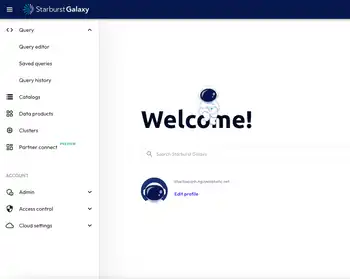 Starburst Galaxy
Query
Query editor
Saved queries
Query history
Catalogs
Data products
Clusters
Partner connect PREVIEW
ACCOUNT
Admin
Access control
Cloud settings
Welcome!
Search Starburst Galaxy
Edit profile